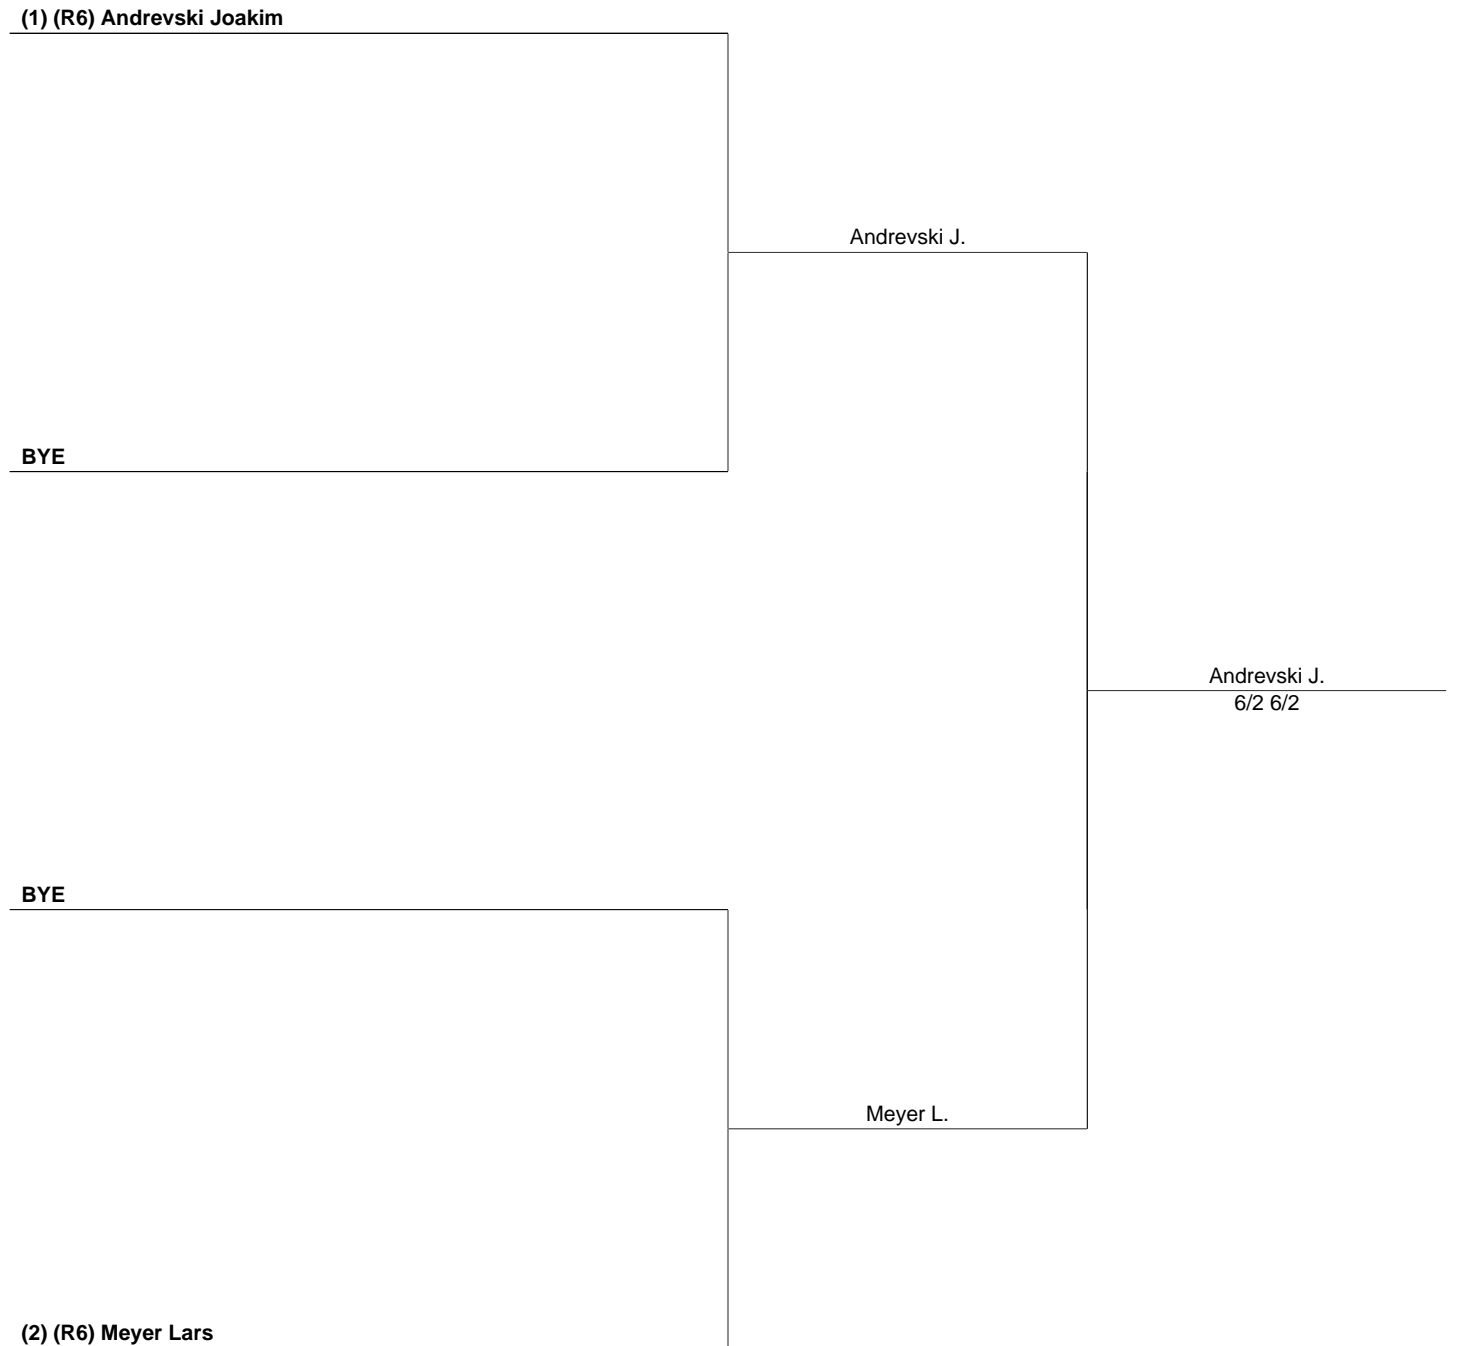 (1) (R6) Andrevski Joakim
Andrevski J.
BYE
Andrevski J.
6/2 6/2
BYE
Meyer L.
(2) (R6) Meyer Lars